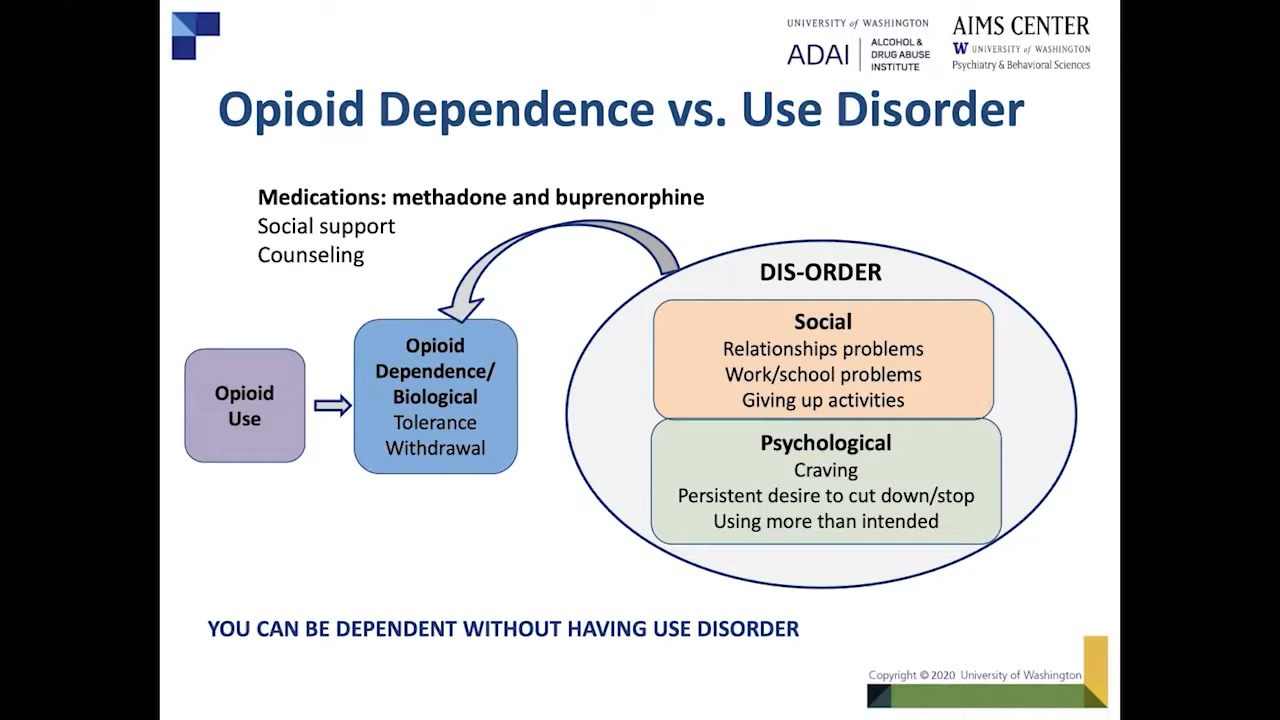 UNIVERSITY of WASHINGTON
ADAI
ALCOHOL &
DRUG ABUSE
INSTITUTE
AIMS CENTER
W UNIVERSITY of WASHINGTON
Psychiatry & Behavioral Sciences
Opioid Dependence vs. Use Disorder
Medications: methadone and buprenorphine
Social support
Counseling
Opioid
Use
Opioid
Dependence/
Biological
Tolerance
Withdrawal
DIS-ORDER
Social
Relationships problems
Work/school problems
Giving up activities
Psychological
Craving
Persistent desire to cut down/stop
Using more than intended
YOU CAN BE DEPENDENT WITHOUT HAVING USE DISORDER
Copyright © 2020 University of Washington